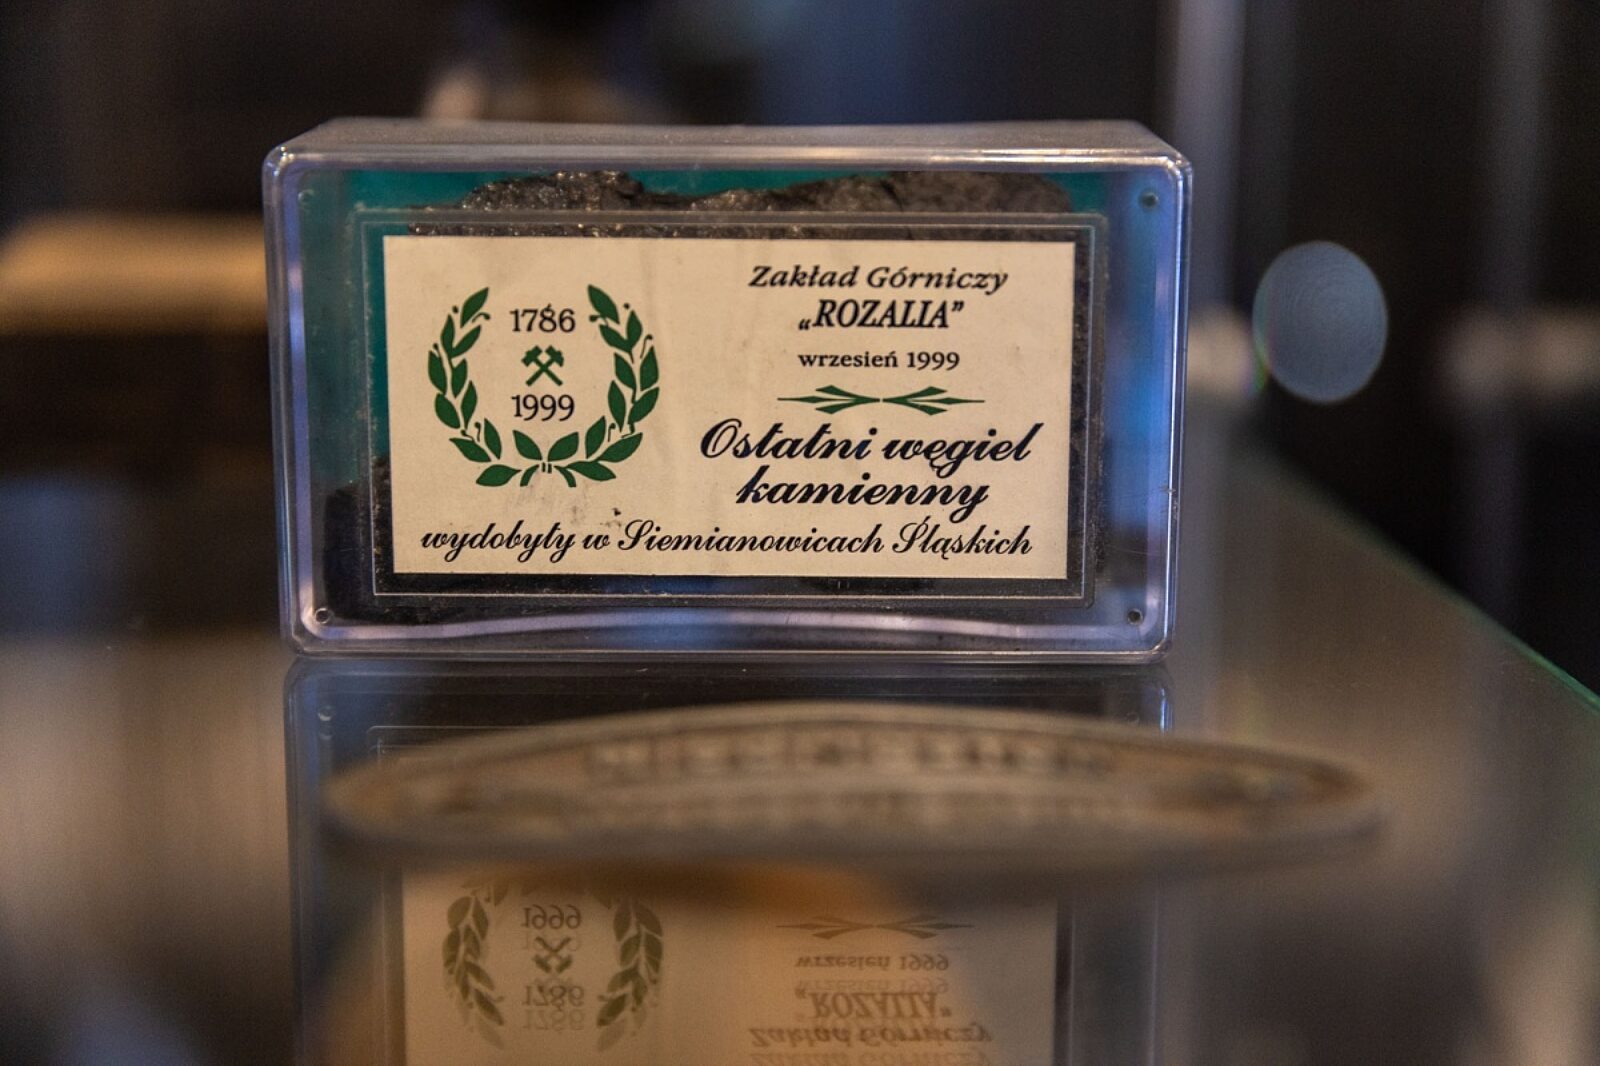 1786
1999
Zakład Górniczy
„ROZALIA”
wrzesień 1999
Ostatni węgiel
kamienny
wydobyty w Siemianowicach Śląskich